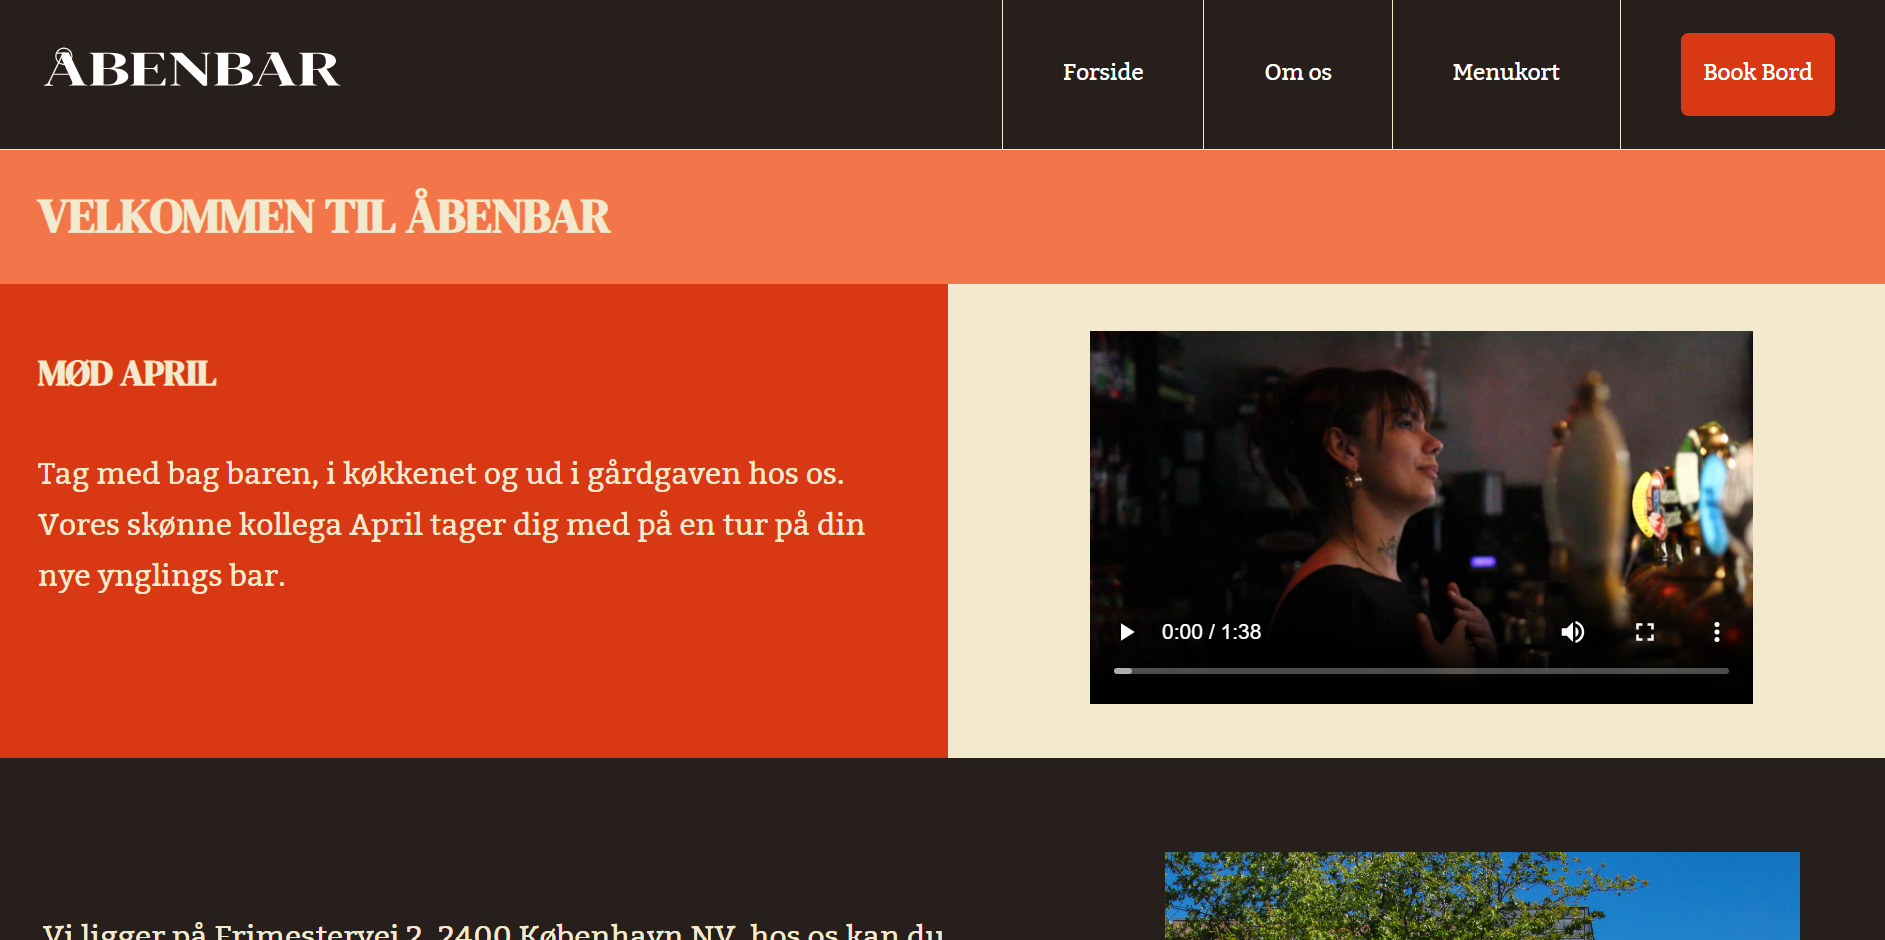 ÅBENBAR
Forside
Om os
Menukort
Book Bord
VELKOMMEN TIL ÅBENBAR
MØD APRIL
Tag med bag baren, i køkkenet og ud i gårdgaven hos os.
Vores skønne kollega April tager dig med på en tur på din
nye ynglings bar.
0:00 / 1:38
Vi ligger på Frimestervej 2, 2400 København NV, hos os kan du